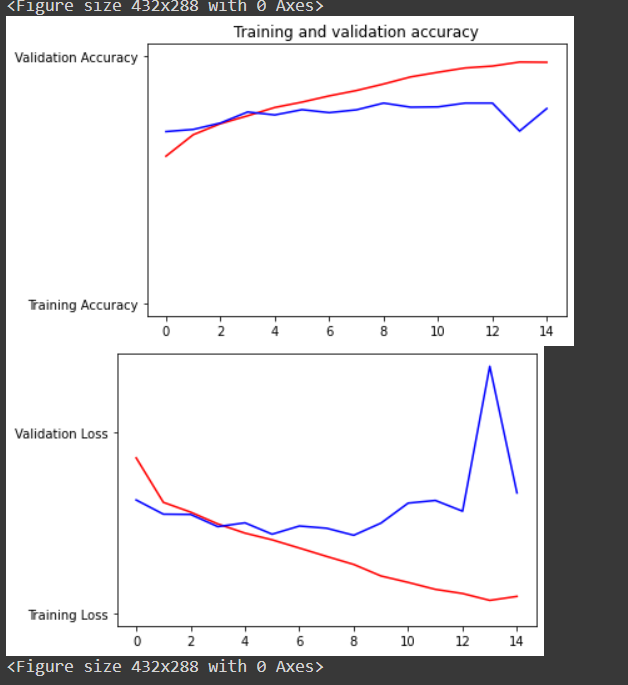 <Figure size 432x288 with 0 Axes>
Training and validation accuracy
Validation Accuracy
Training Accuracy
0 2 4 6 8 10 12 14
Validation Loss
Training Loss
0 2 4 6 8 10 12 14
<Figure size 432x288 with 0 Axes>